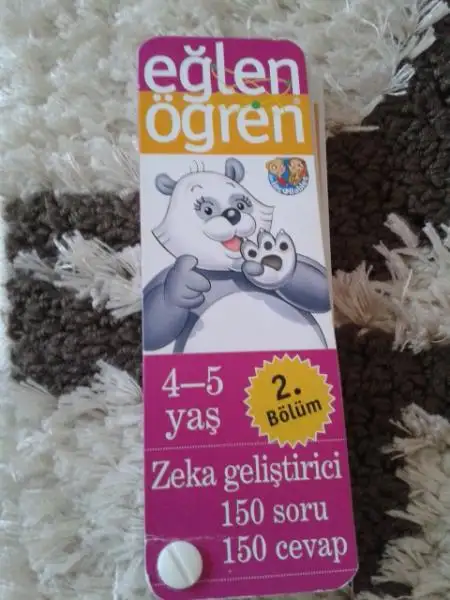 eğlen
öğren
4–5
yaş
2.
Bölüm
Zeka geliştirici
150 soru
150 cevap